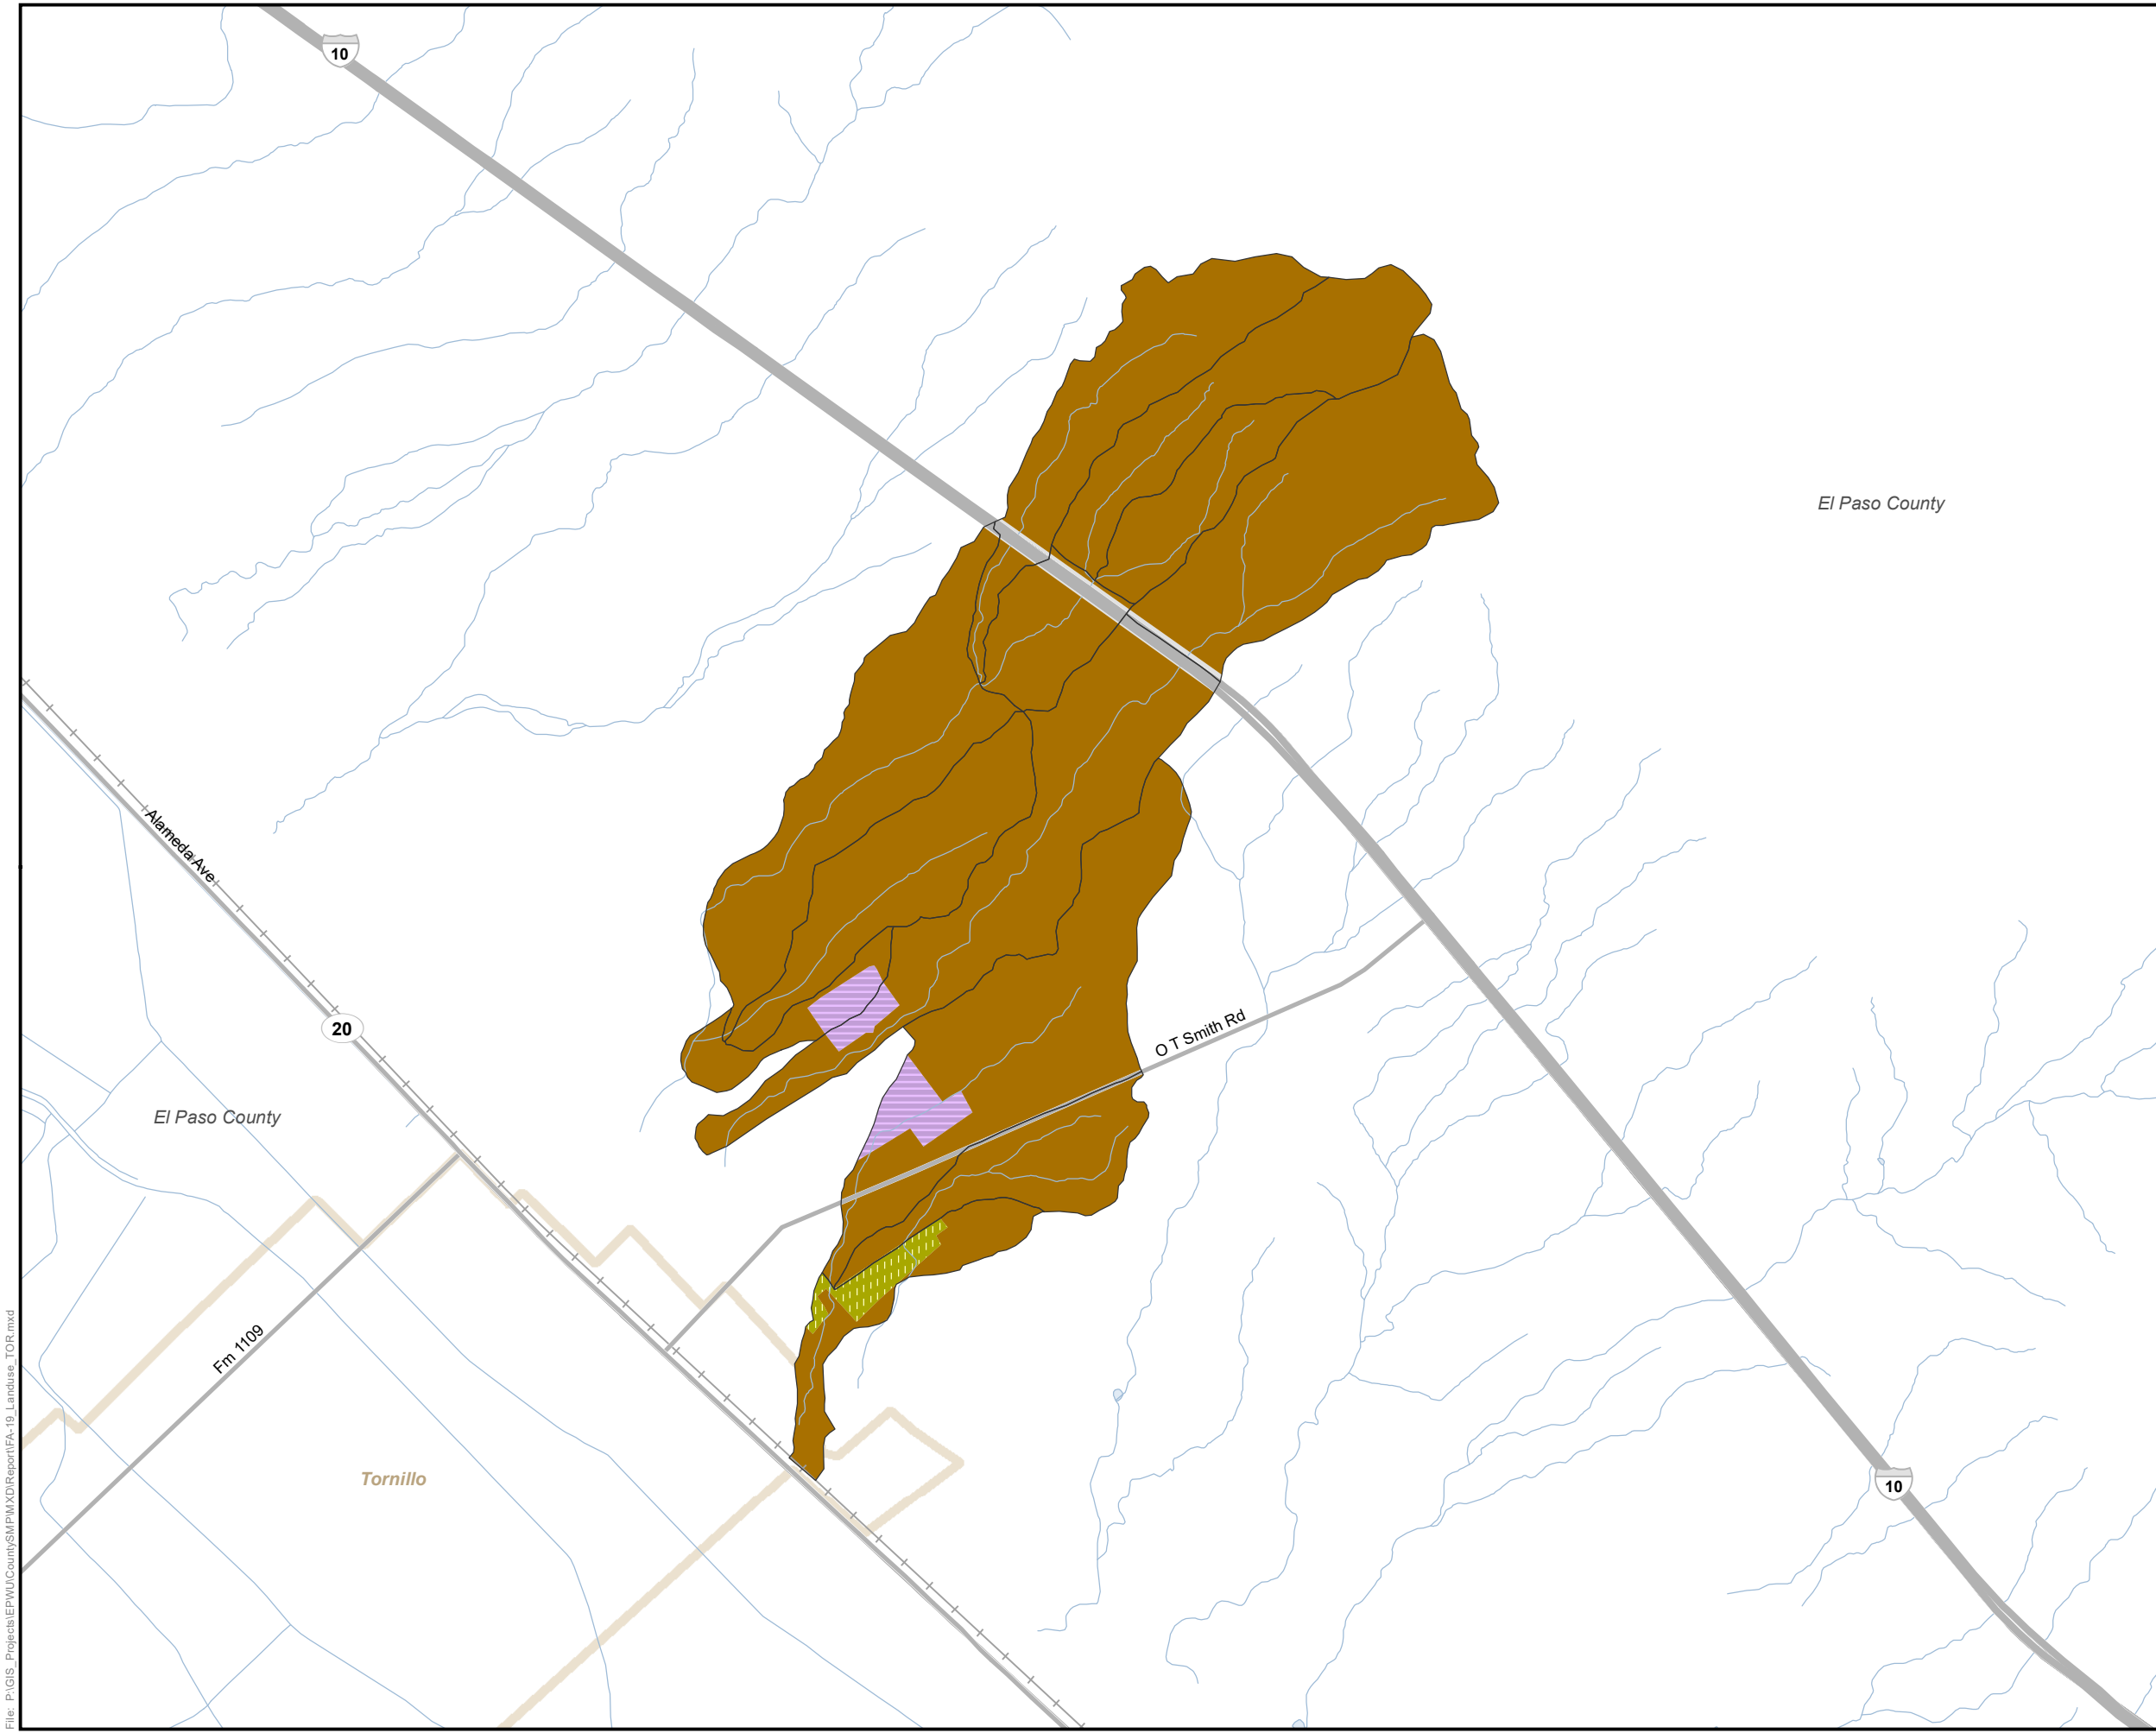 10
El Paso County
Alameda Ave
20
O T Smith Rd
El Paso County
Fm 1109
Tornillo
10
File: P:\GIS_Projects\EPWU\CountySMP\MXD\Report\FA-19_Landuse_TOR.mxd